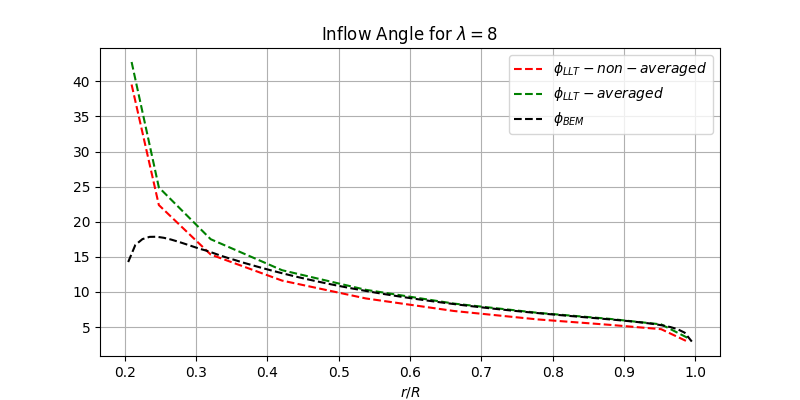 Inflow Angle for λ = 8
ϕLLT − non − averaged
ϕLLT − averaged
ϕBEM
40
35
30
25
20
15
10
5
0.2 0.3 0.4 0.5 0.6 0.7 0.8 0.9 1.0
r/R